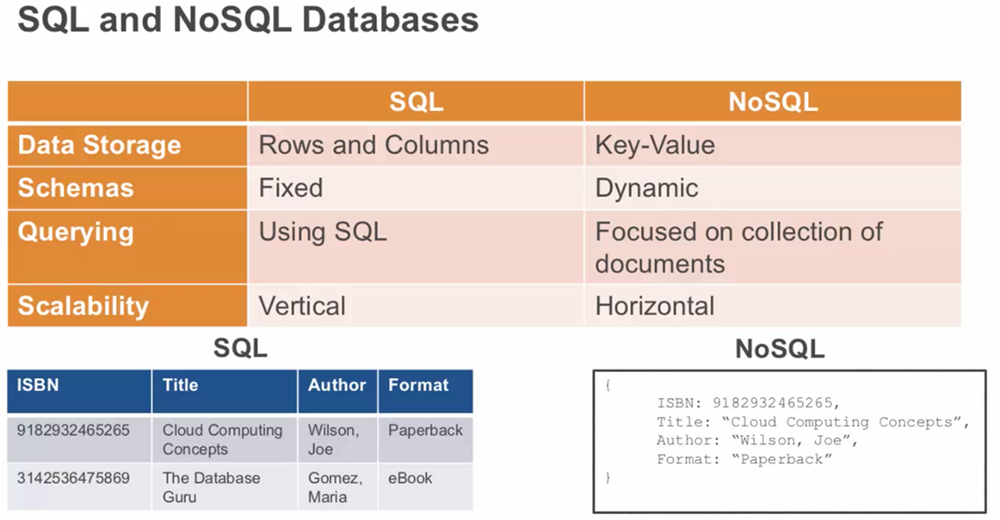 SQL and NoSQL Databases
SQL NoSQL
Data Storage Rows and Columns Key-Value
Schemas Fixed Dynamic
Querying Using SQL Focused on collection of
documents
Scalability Vertical Horizontal
SQL
ISBN Title Author Format
9182932465265 Cloud Computing Wilson, Paperback
Concepts Joe
3142536475869 The Database Gomez, eBook
Guru Maria
NoSQL
{
ISBN: 9182932465265,
Title: “Cloud Computing Concepts”,
Author: “Wilson, Joe”,
Format: “Paperback”
}